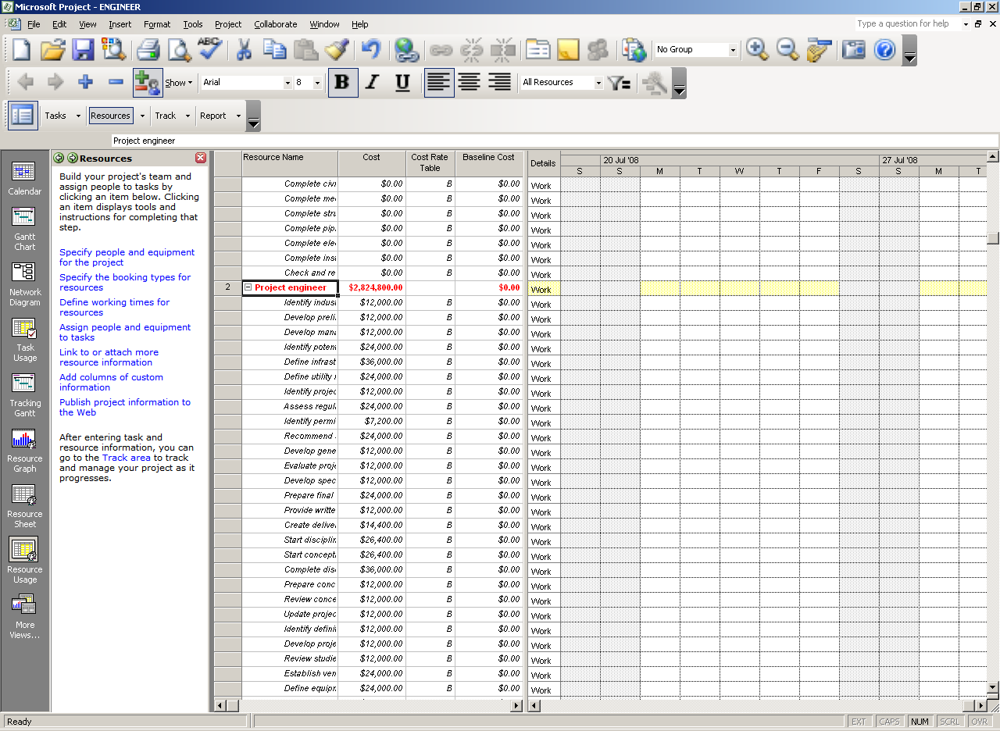 Microsoft Project - ENGINEER
File Edit View Insert Format Tools Project Collaborate Window Help Type a question for help
ABC No Group
Show Arial 8 B I U All Resources
Tasks Resources Track Report
Project engineer
Calendar
Gantt
Chart
Network
Diagram
Task
Usage
Tracking
Gantt
Resource
Graph
Resource
Sheet
Resource
Usage
More
Views...
Resources
Build your project's team and
assign people to tasks by
clicking an item below. Clicking
an item displays tools and
instructions for completing that
step.
Specify people and equipment
for the project
Specify the booking types for
resources
Define working times for
resources
Assign people and equipment
to tasks
Link to or attach more
resource information
Add columns of custom
information
Publish project information to
the Web
After entering task and
resource information, you can
go to the Track area to track
and manage your project as it
progresses.
Resource Name Cost Cost Rate Table Baseline Cost Details 20 Jul '08 27 Jul '08
S S M T W T F S S M T
Complete civi $0.00 B $0.00 Work
Complete me $0.00 B $0.00 Work
Complete stru $0.00 B $0.00 Work
Complete pip $0.00 B $0.00 Work
Complete ele $0.00 B $0.00 Work
Complete inst $0.00 B $0.00 Work
Check and re $0.00 B $0.00 Work
2 Project engineer $2,824,800.00 $0.00 Work
Identify indust $12,000.00 B $0.00 Work
Develop preli $12,000.00 B $0.00 Work
Develop mana $12,000.00 B $0.00 Work
Identify potent $24,000.00 B $0.00 Work
Define infrast $36,000.00 B $0.00 Work
Define utility r $24,000.00 B $0.00 Work
Identify projec $12,000.00 B $0.00 Work
Assess regul $24,000.00 B $0.00 Work
Identify permi $7,200.00 B $0.00 Work
Recommend $24,000.00 B $0.00 Work
Develop gene $12,000.00 B $0.00 Work
Evaluate proj $12,000.00 B $0.00 Work
Develop spec $12,000.00 B $0.00 Work
Prepare final $24,000.00 B $0.00 Work
Provide writte $12,000.00 B $0.00 Work
Create delive $14,400.00 B $0.00 Work
Start disciplin $26,400.00 B $0.00 Work
Start concept $26,400.00 B $0.00 Work
Complete dis $36,000.00 B $0.00 Work
Prepare conc $12,000.00 B $0.00 Work
Review conce $12,000.00 B $0.00 Work
Update projec $12,000.00 B $0.00 Work
Identify defini $12,000.00 B $0.00 Work
Develop proje $12,000.00 B $0.00 Work
Review studie $12,000.00 B $0.00 Work
Establish ven $24,000.00 B $0.00 Work
Define equipr $24,000.00 B $0.00 Work
Ready EXT CAPS NUM SCRL OVR